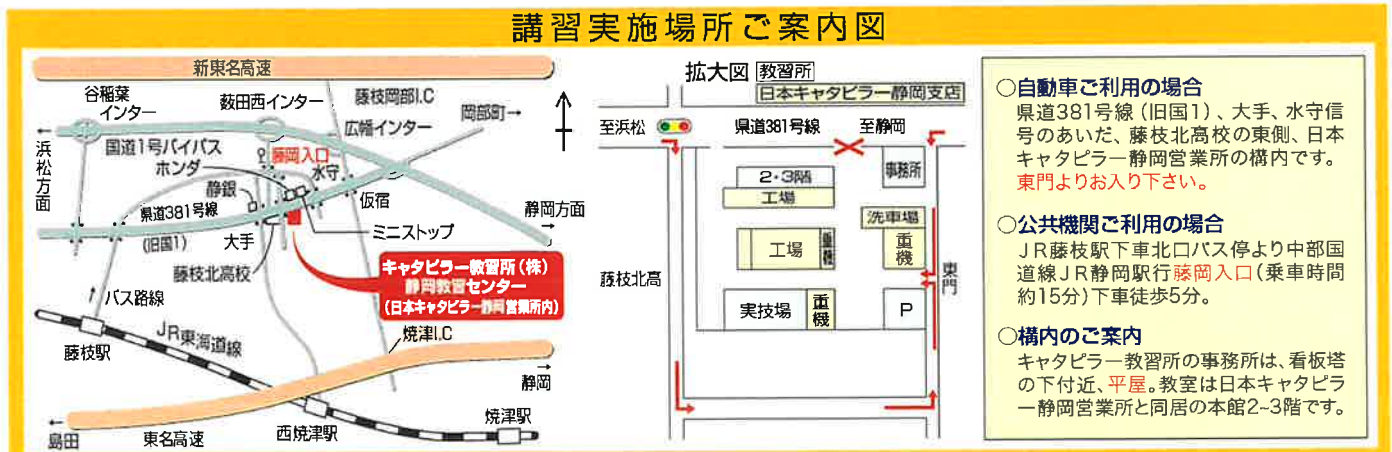 講習実施場所ご案内図
新東名高速
谷稲葉
インター
薮田西インター
藤枝岡部I.C
岡部町→
広幡インター
←浜松方面
国道1号バイパス
藤岡入口
ホンダ
水守
静銀
仮宿
県道381号線
(旧国1)
大手
ミニストップ
静岡方面
→
藤枝北高校
キャタピラー教習所(株)
静岡教習センター
(日本キャタピラー静岡営業所内)
バス路線
JR東海道線
藤枝駅
焼津I.C
→
静岡
←
島田
東名高速
西焼津駅
焼津駅
拡大図 教習所
日本キャタピラー静岡支店
至浜松
県道381号線
至静岡
2・3階
工場
事務所
洗車場
工場
重機
重機
藤枝北高
東門
実技場
重機
P
○自動車ご利用の場合
県道381号線(旧国1)、大手、水守信
号のあいだ、藤枝北高校の東側、日本
キャタピラー静岡営業所の構内です。
東門よりお入り下さい。
○公共機関ご利用の場合
JR藤枝駅下車北口バス停より中部国
道線JR静岡駅行藤岡入口(乗車時間
約15分)下車徒歩5分。
○構内のご案内
キャタピラー教習所の事務所は、看板塔
の下付近、平屋。教室は日本キャタピラ
ー静岡営業所と同居の本館2~3階です。